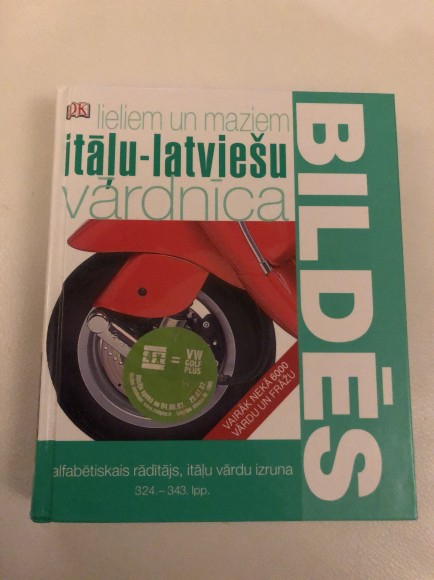 DK
lieliem un maziem
itāļu-latviešu
vārdnīca
BILDĒS
= VW
GOLF
PLUS
VAIRĀK NEKĀ 6000
VĀRDU UN FRĀŽU
alfabētiskais rādītājs, itāļu vārdu izruna
324.– 343. lpp.